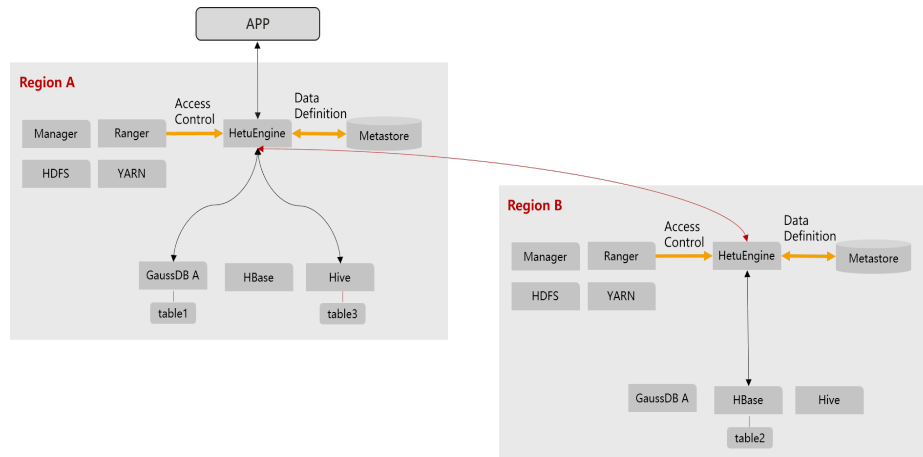 APP
Region A
Access
Control
Data
Definition
Manager
Ranger
HetuEngine
Metastore
HDFS
YARN
GaussDB A
HBase
Hive
table1
table3
Region B
Access
Control
Data
Definition
Manager
Ranger
HetuEngine
Metastore
HDFS
YARN
GaussDB A
HBase
Hive
table2